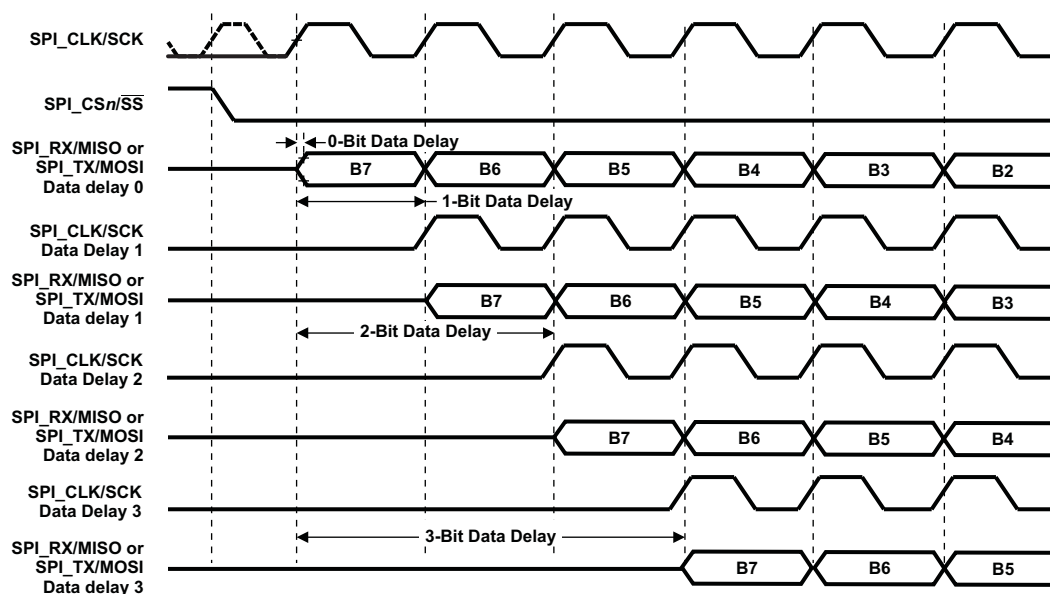 SPI_CLK/SCK
SPI_CSn/SS
SPI_RX/MISO or
SPI_TX/MOSI
Data delay 0
0-Bit Data Delay
B7 B6 B5 B4 B3 B2
1-Bit Data Delay
SPI_CLK/SCK
Data Delay 1
SPI_RX/MISO or
SPI_TX/MOSI
Data delay 1
B7 B6 B5 B4 B3
2-Bit Data Delay
SPI_CLK/SCK
Data Delay 2
SPI_RX/MISO or
SPI_TX/MOSI
Data delay 2
B7 B6 B5 B4
SPI_CLK/SCK
Data Delay 3
3-Bit Data Delay
SPI_RX/MISO or
SPI_TX/MOSI
Data delay 3
B7 B6 B5